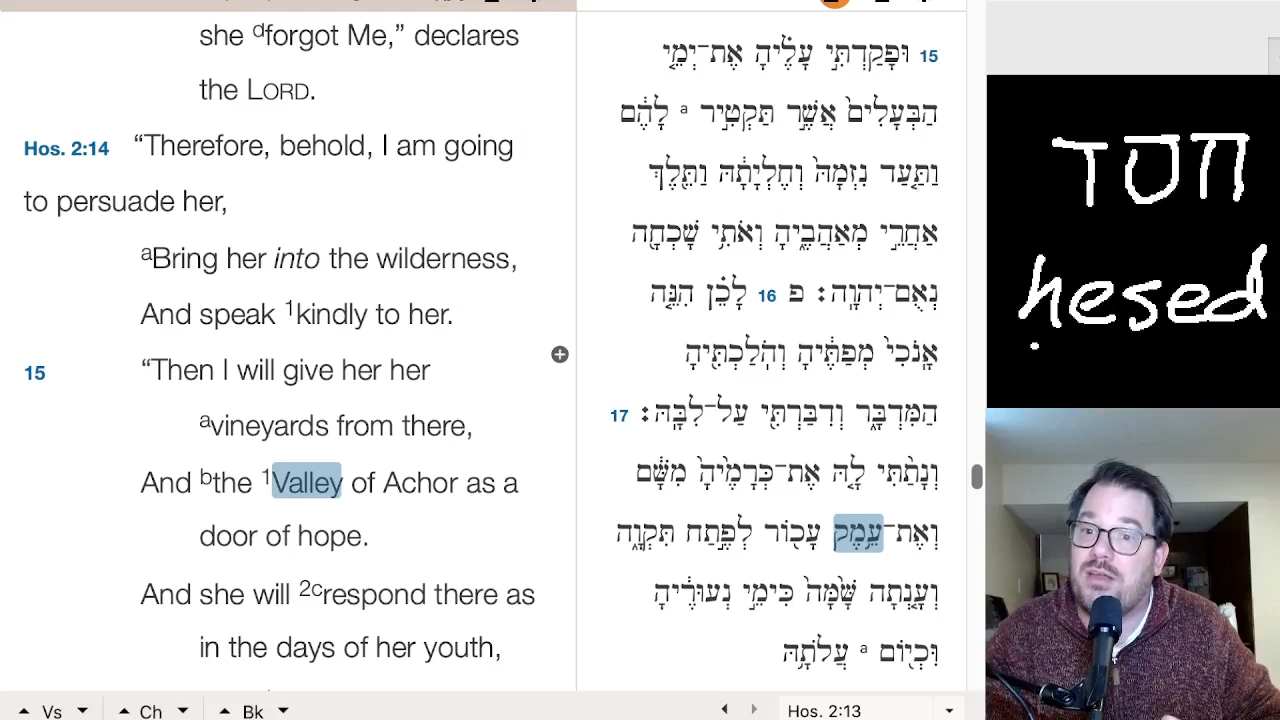 she ᵈforgot Me,” declares
the LORD.
Hos. 2:14 “Therefore, behold, I am going
to persuade her,
ᵃBring her into the wilderness,
And speak ¹kindly to her.
15 “Then I will give her her
ᵃvineyards from there,
And ᵇthe ¹Valley of Achor as a
door of hope.
And she will ²ᶜrespond there as
in the days of her youth,
15 וּפָקַדְתִּ֣י עָלֶ֗יהָ אֶת־יְמֵ֤י
הַבְּעָלִים֙ אֲשֶׁ֣ר תַּקְטִ֣יר ᵃ לָהֶ֔ם
וַתַּ֤עַד נִזְמָהּ֙ וְחֶלְיָתָ֔הּ וַתֵּ֖לֶךְ
אַחֲרֵ֣י מְאַהֲבֶ֑יהָ וְאֹתִ֥י שָׁכְחָ֖ה
נְאֻם־יְהוָֽה׃ פ 16 לָכֵ֗ן הִנֵּ֤ה
אָֽנֹכִי֙ מְפַתֶּ֔יהָ וְהֹֽלַכְתִּ֖יהָ
הַמִּדְבָּ֑ר וְדִבַּרְתִּ֖י עַל־לִבָּֽהּ׃ 17
וְנָתַ֨תִּי לָ֤הּ אֶת־כְּרָמֶ֙יהָ֙ מִשָּׁ֔ם
וְאֶת־עֵ֥מֶק עָכ֖וֹר לְפֶ֣תַח תִּקְוָ֑ה
וְעָ֤נְתָה שָּׁ֙מָּה֙ כִּימֵ֣י נְעוּרֶ֔יהָ
וּכְי֖וֹם ᵃ עֲלֹתָ֥הּ
חסד
ḥesed
Vs Ch Bk
Hos. 2:13